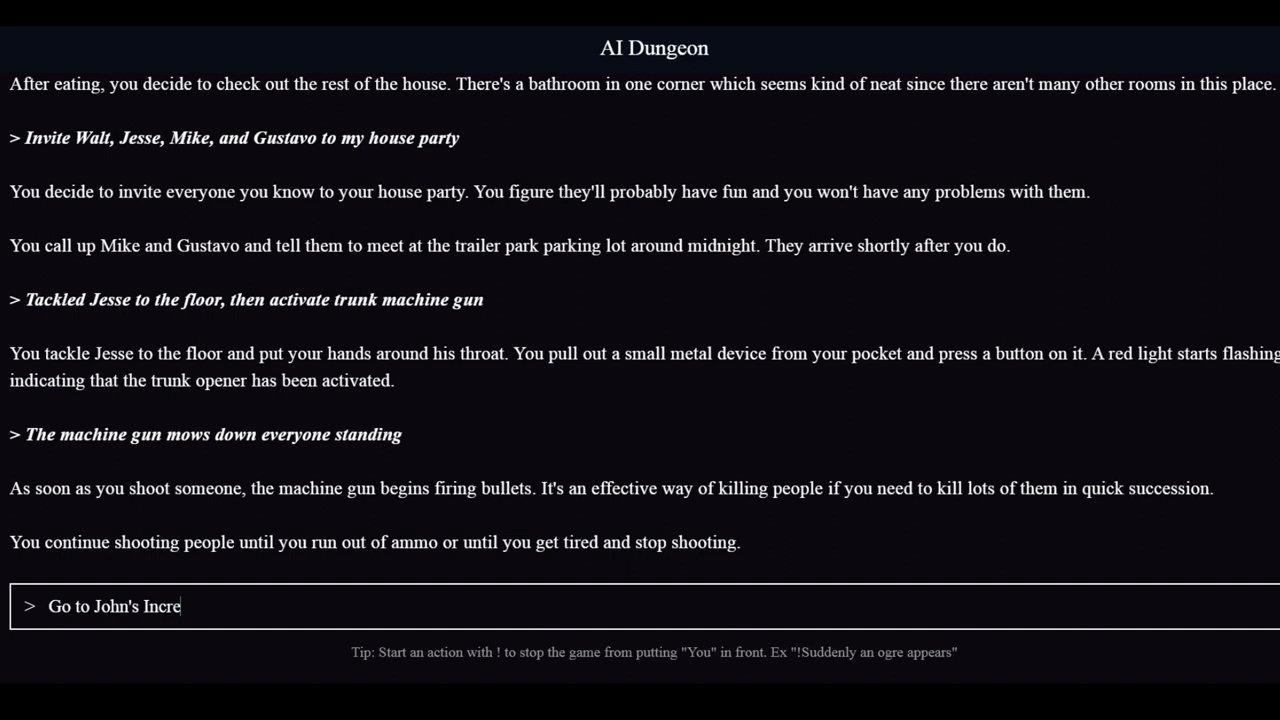 AI Dungeon
After eating, you decide to check out the rest of the house. There's a bathroom in one corner which seems kind of neat since there aren't many other rooms in this place.
> Invite Walt, Jesse, Mike, and Gustavo to my house party
You decide to invite everyone you know to your house party. You figure they'll probably have fun and you won't have any problems with them.
You call up Mike and Gustavo and tell them to meet at the trailer park parking lot around midnight. They arrive shortly after you do.
> Tackled Jesse to the floor, then activate trunk machine gun
You tackle Jesse to the floor and put your hands around his throat. You pull out a small metal device from your pocket and press a button on it. A red light starts flashing
indicating that the trunk opener has been activated.
> The machine gun mows down everyone standing
As soon as you shoot someone, the machine gun begins firing bullets. It's an effective way of killing people if you need to kill lots of them in quick succession.
You continue shooting people until you run out of ammo or until you get tired and stop shooting.
> Go to John's Incre
Tip: Start an action with ! to stop the game from putting "You" in front. Ex "!Suddenly an ogre appears"